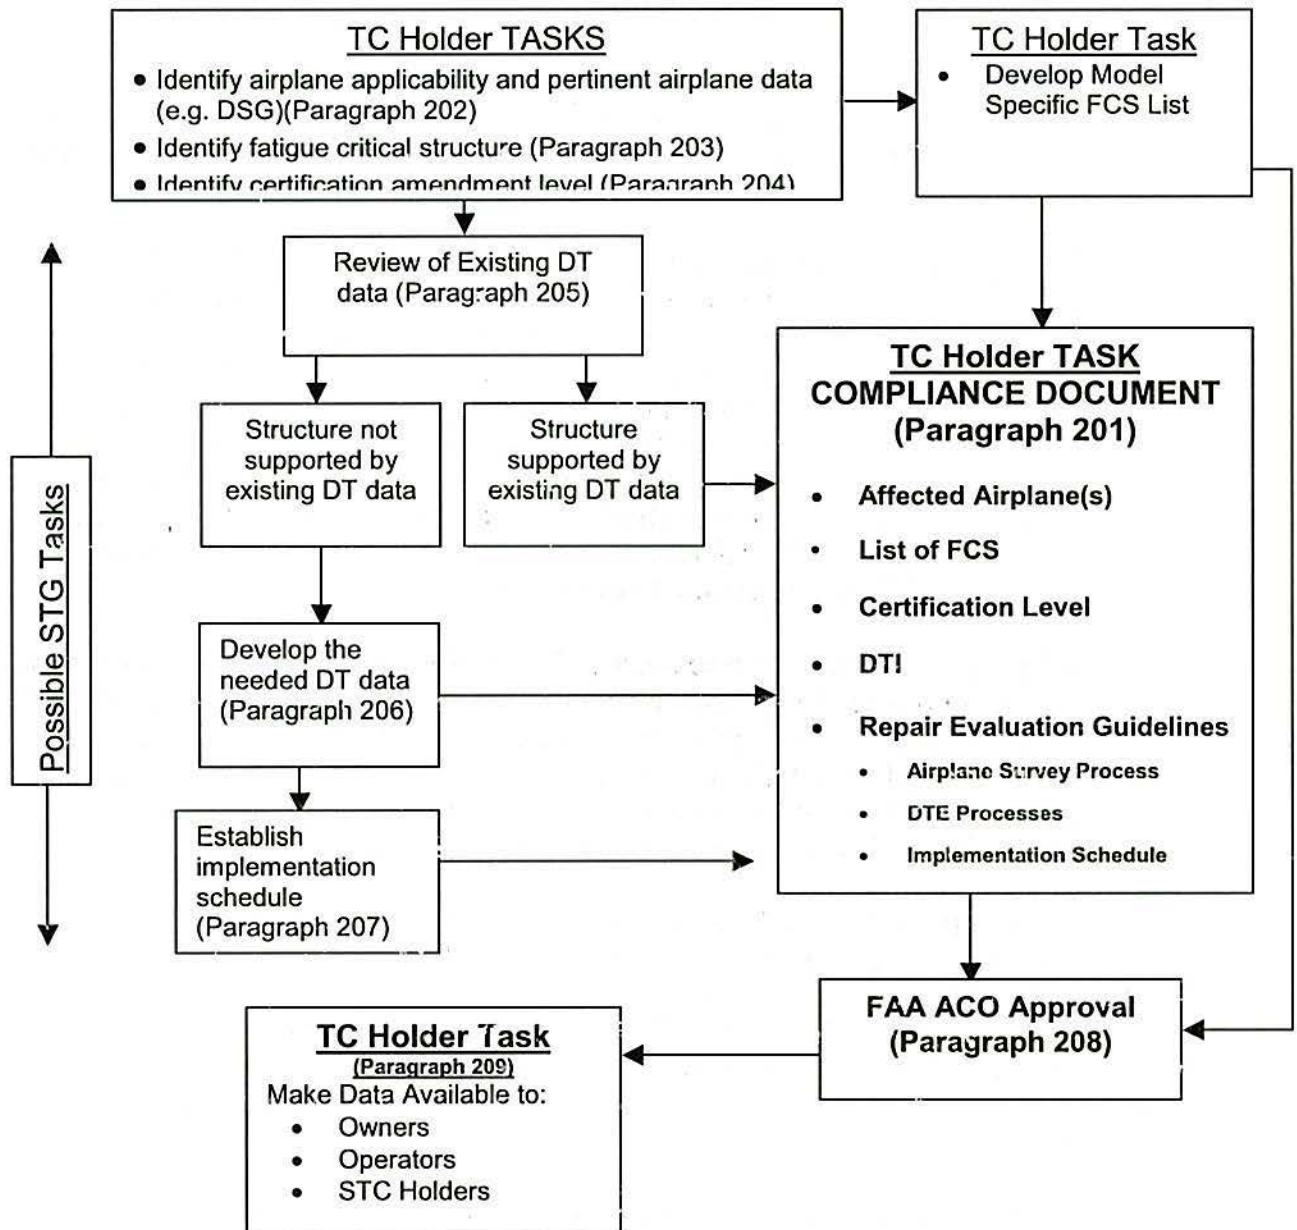 TC Holder TASKS
• Identify airplane applicability and pertinent airplane data
(e.g. DSG)(Paragraph 202)
• Identify fatigue critical structure (Paragraph 203)
• Identify certification amendment level (Paragraph 204)
TC Holder Task
• Develop Model
Specific FCS List
Review of Existing DT
data (Paragraph 205)
Structure not
supported by
existing DT data
Structure
supported by
existing DT data
Possible STG Tasks
Develop the
needed DT data
(Paragraph 206)
Establish
implementation
schedule
(Paragraph 207)
TC Holder TASK
COMPLIANCE DOCUMENT
(Paragraph 201)
• Affected Airplane(s)
• List of FCS
• Certification Level
• DTI
• Repair Evaluation Guidelines
• Airplane Survey Process
• DTE Processes
• Implementation Schedule
FAA ACO Approval
(Paragraph 208)
TC Holder Task
(Paragraph 209)
Make Data Available to:
• Owners
• Operators
• STC Holders